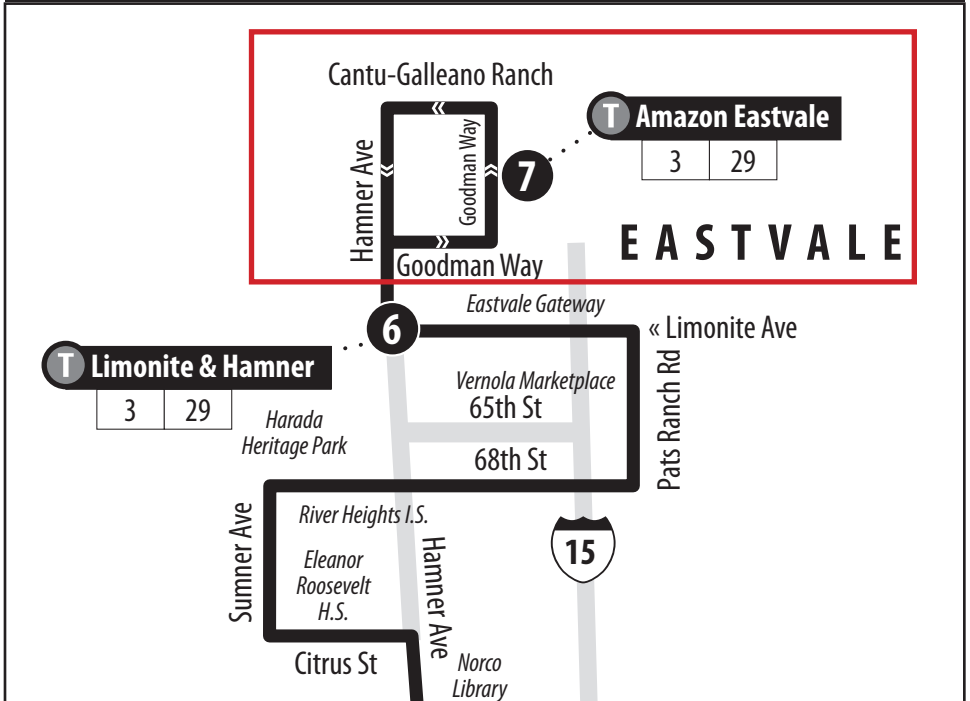 Cantu-Galleano Ranch
T Amazon Eastvale
3 29
Hamner Ave
Goodman Way
7
EASTVALE
Goodman Way
Eastvale Gateway
6
« Limonite Ave
T Limonite & Hamner
3 29
Vernola Marketplace
65th St
Pats Ranch Rd
Harada
Heritage Park
68th St
Sumner Ave
River Heights I.S.
15
Eleanor
Roosevelt
H.S.
Hamner Ave
Citrus St
Norco
Library